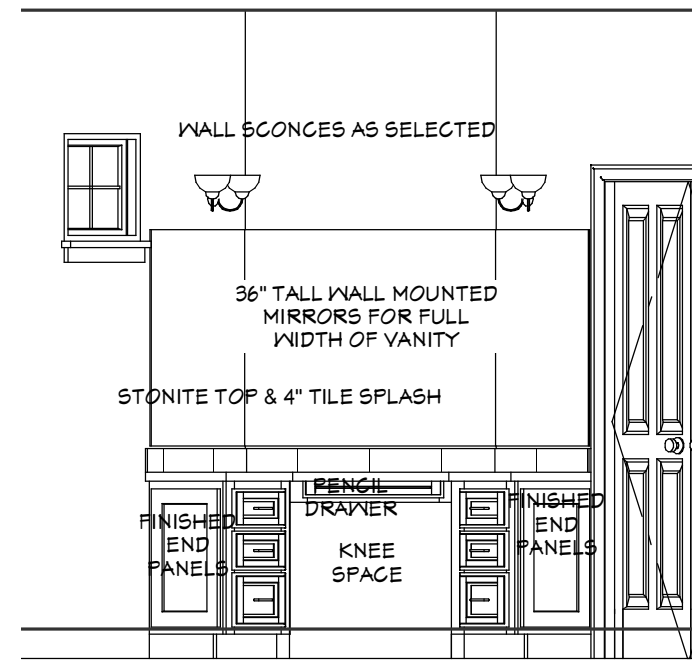 WALL SCONCES AS SELECTED
36" TALL WALL MOUNTED
MIRRORS FOR FULL
WIDTH OF VANITY
STONITE TOP & 4" TILE SPLASH
PENCIL
DRAWER
FINISHED
END
PANELS
KNEE
SPACE
FINISHED
END
PANELS